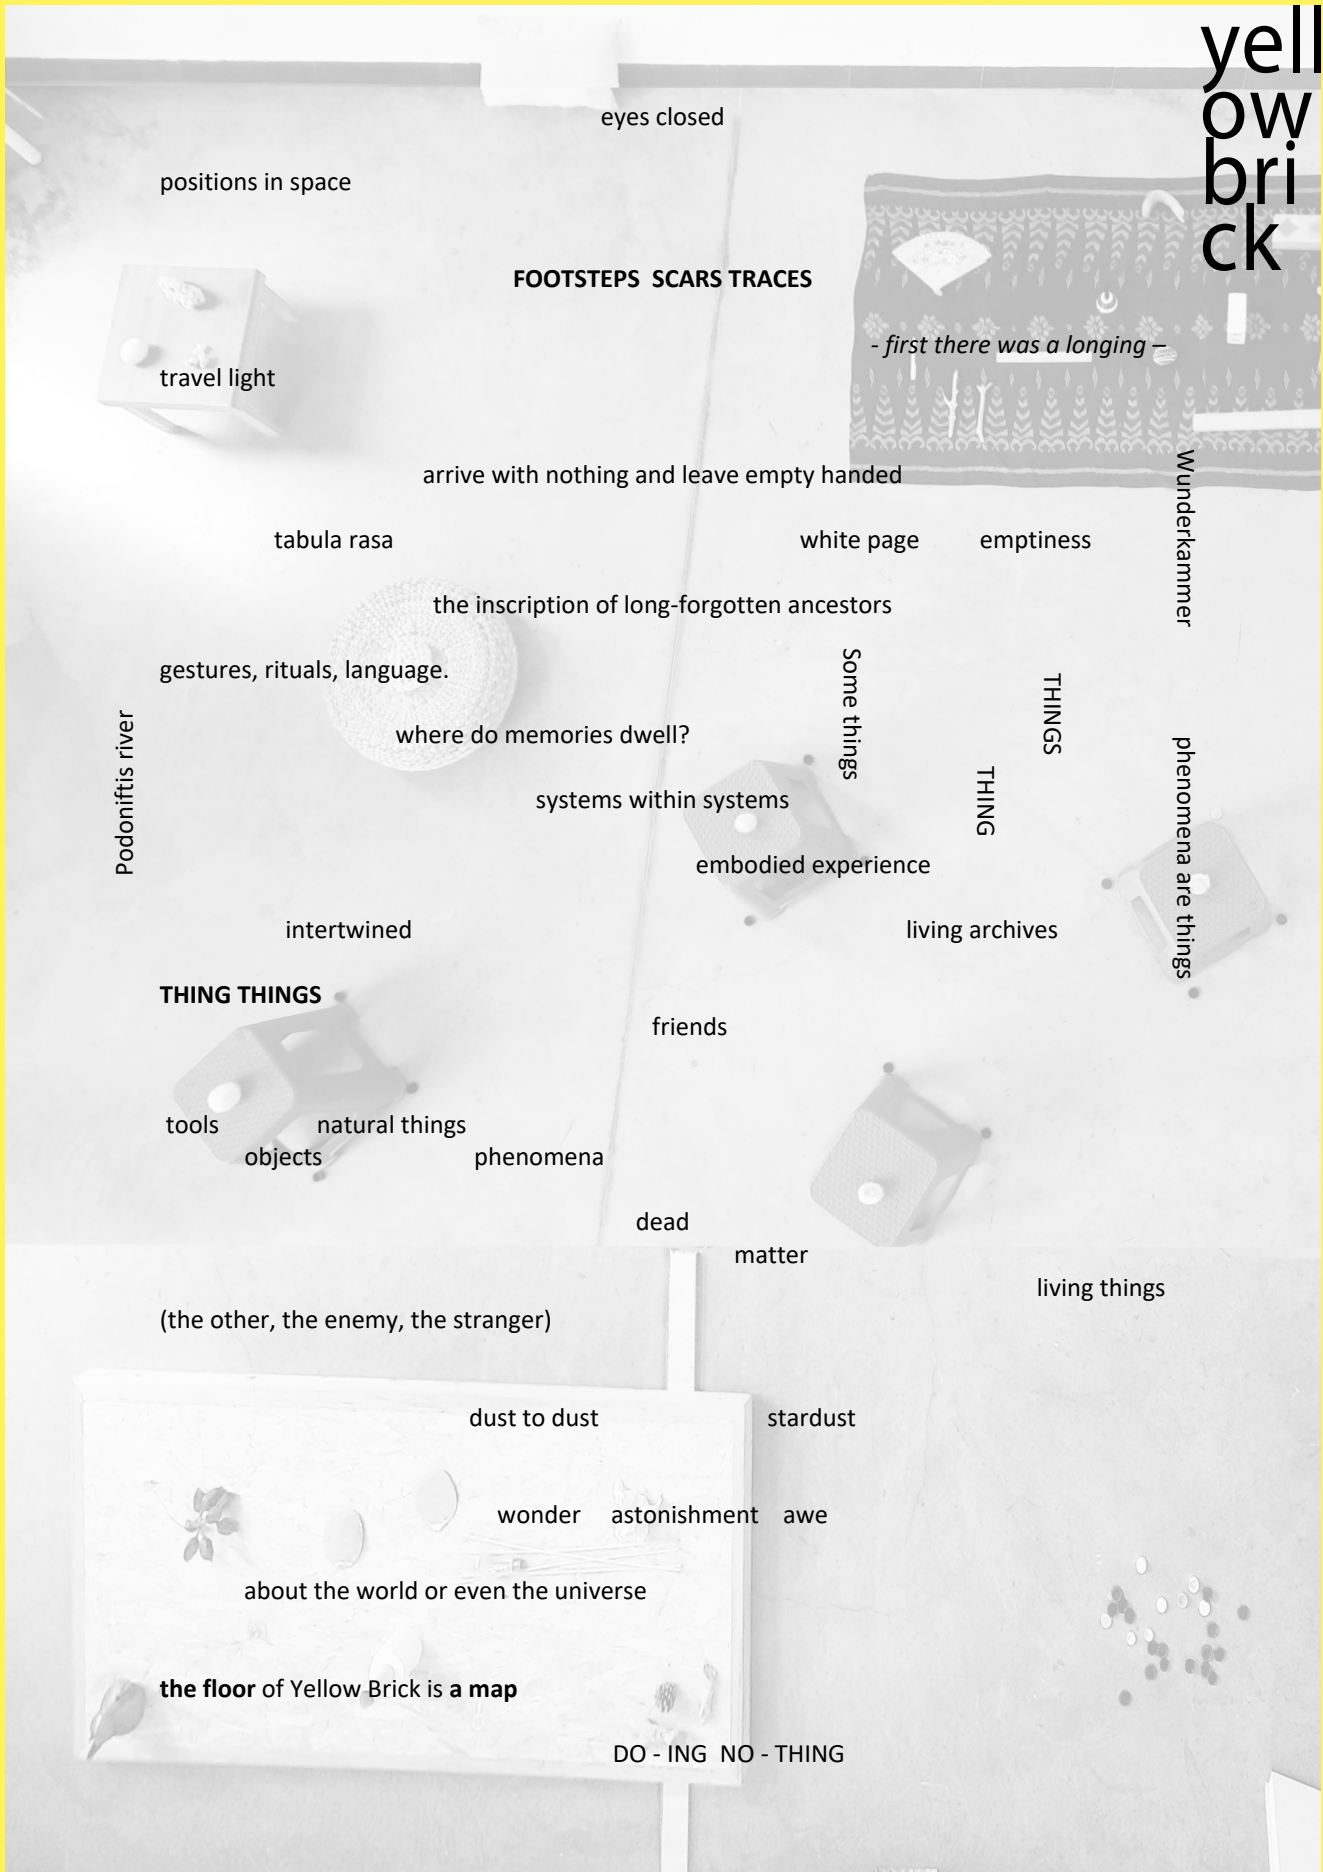 yell
ow
bri
ck
eyes closed
positions in space
FOOTSTEPS SCARS TRACES
- first there was a longing –
travel light
arrive with nothing and leave empty handed
Wunderkammer
tabula rasa
white page
emptiness
the inscription of long-forgotten ancestors
gestures, rituals, language.
Some things
THINGS
Podoniftis river
where do memories dwell?
phenomena are things
THING
systems within systems
embodied experience
intertwined
living archives
THING THINGS
friends
tools
natural things
objects
phenomena
dead
matter
living things
(the other, the enemy, the stranger)
dust to dust
stardust
wonder astonishment awe
about the world or even the universe
the floor of Yellow Brick is a map
DO - ING NO - THING